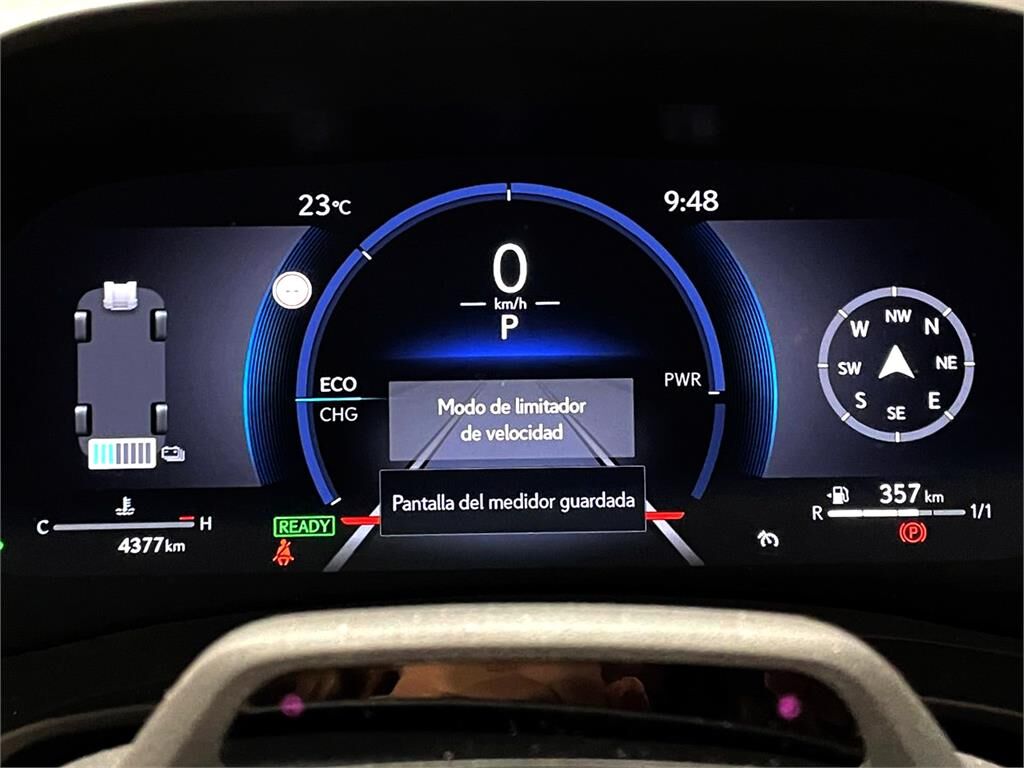 23°C
9:48
0
km/h
P
ECO
CHG
PWR
Modo de limitador
de velocidad
Pantalla del medidor guardada
NW
W N
SW NE
S E
SE
C H
4377km
READY
357 km
R 1/1
P